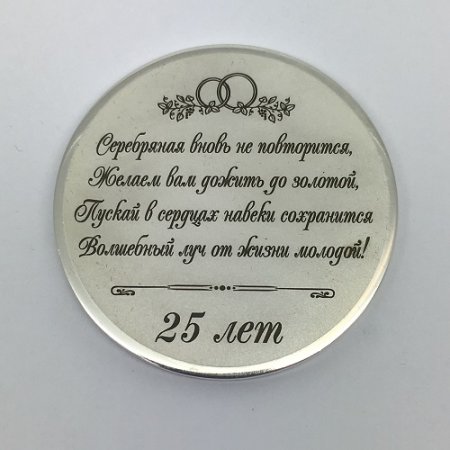 Серебряная вновь не повторится,
Желаем вам дожить до золотой,
Пускай в сердцах навеки сохранится
Волшебный луч от жизни молодой!
25 лет